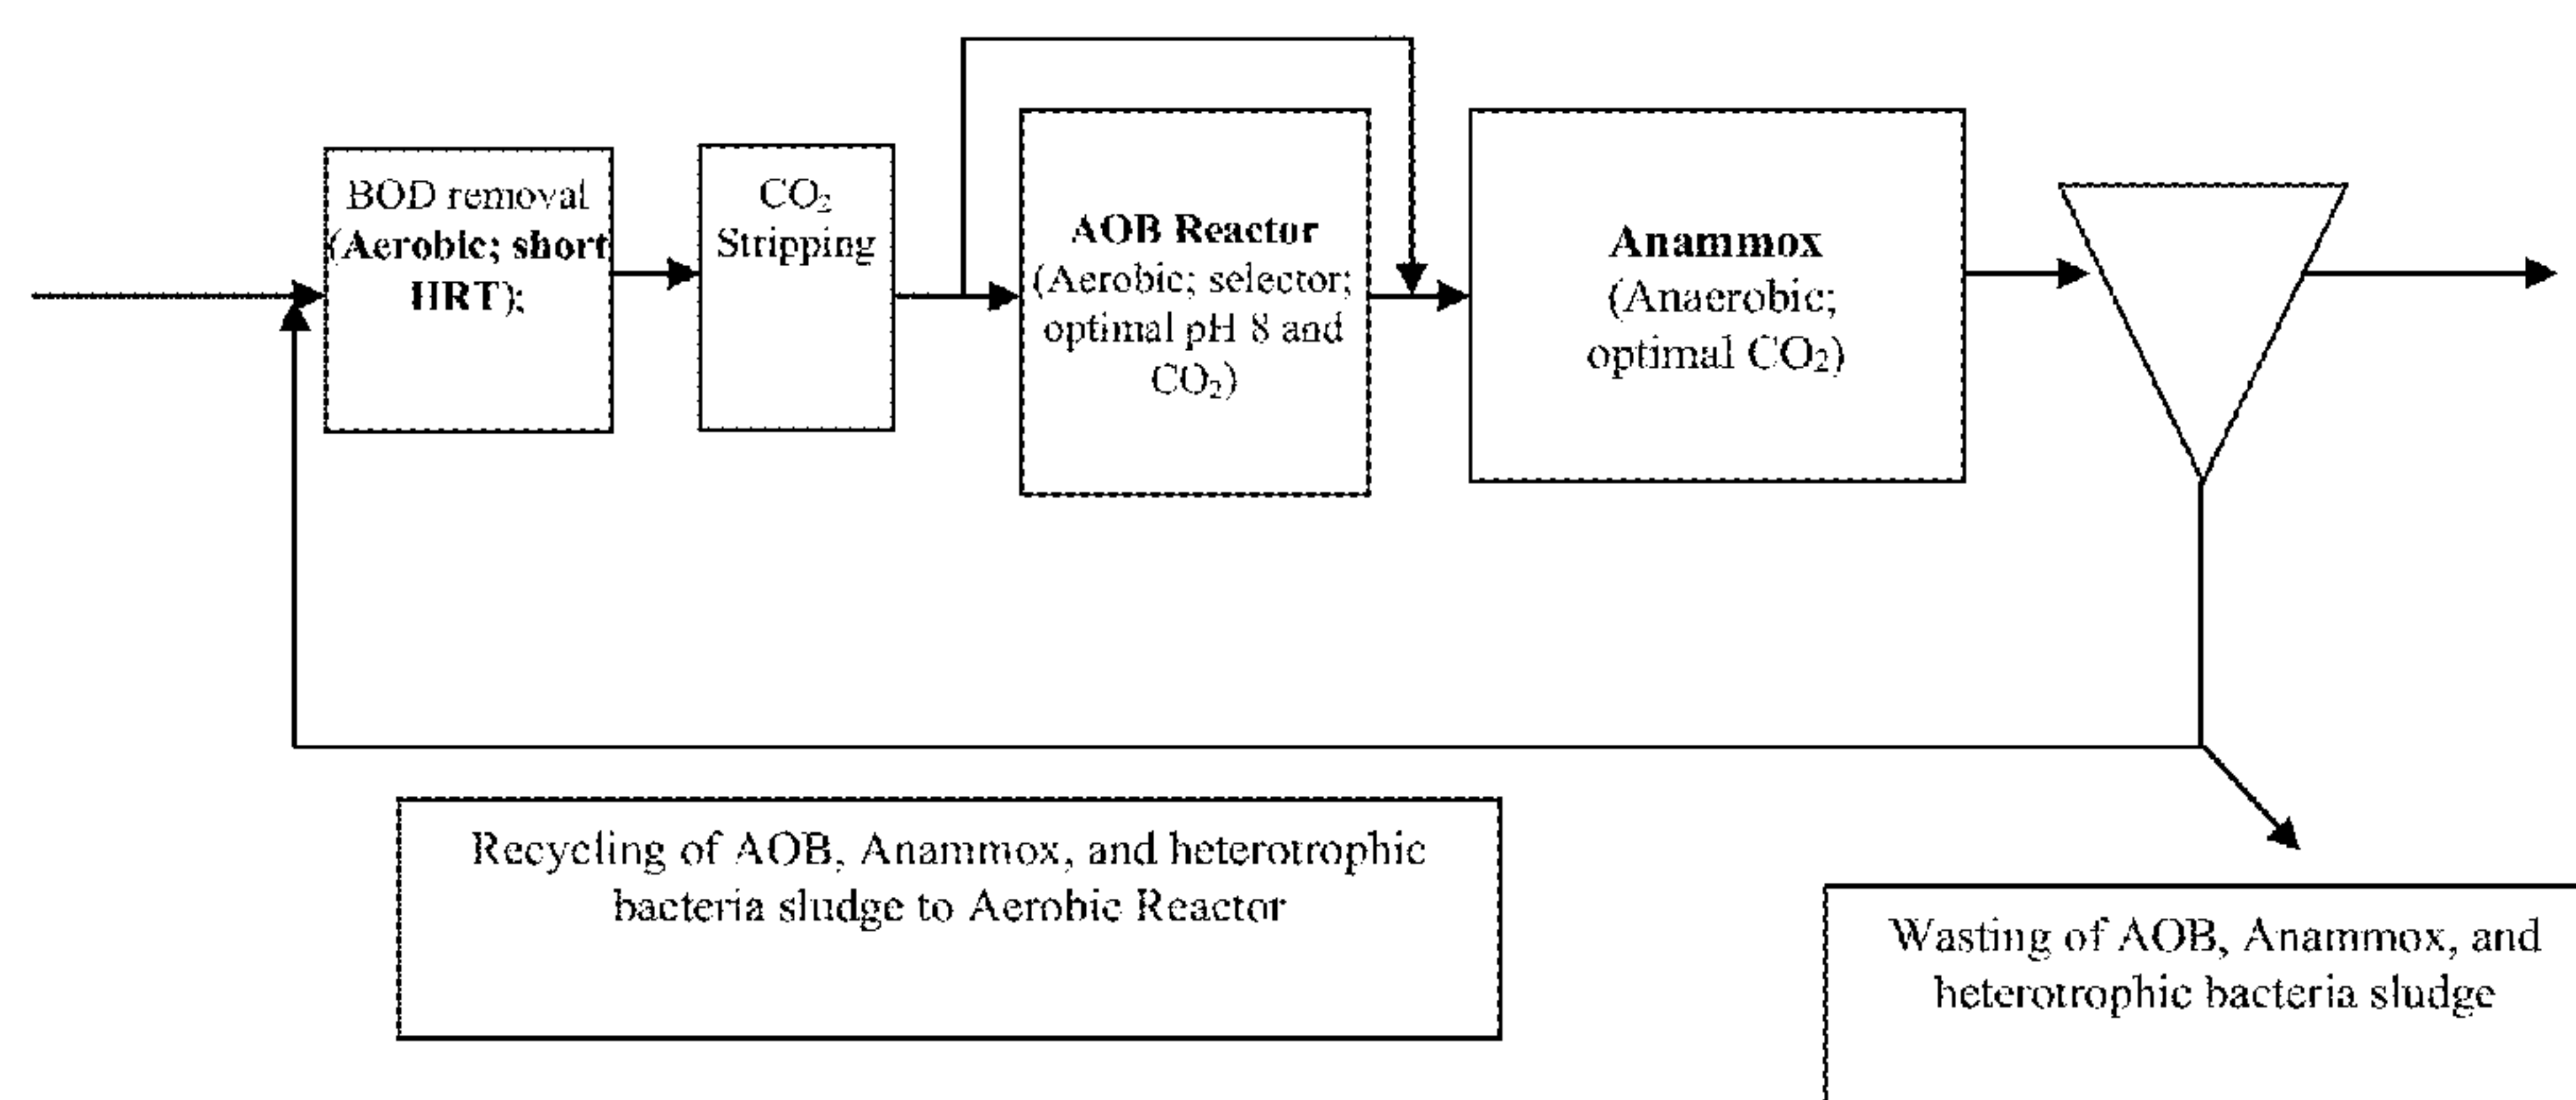 BOD removal
(Aerobic; short
HRT);
CO₂
Stripping
AOB Reactor
(Aerobic; selector;
optimal pH 8 and
CO₂)
Anammox
(Anaerobic;
optimal CO₂)
Recycling of AOB, Anammox, and heterotrophic
bacteria sludge to Aerobic Reactor
Wasting of AOB, Anammox, and
heterotrophic bacteria sludge